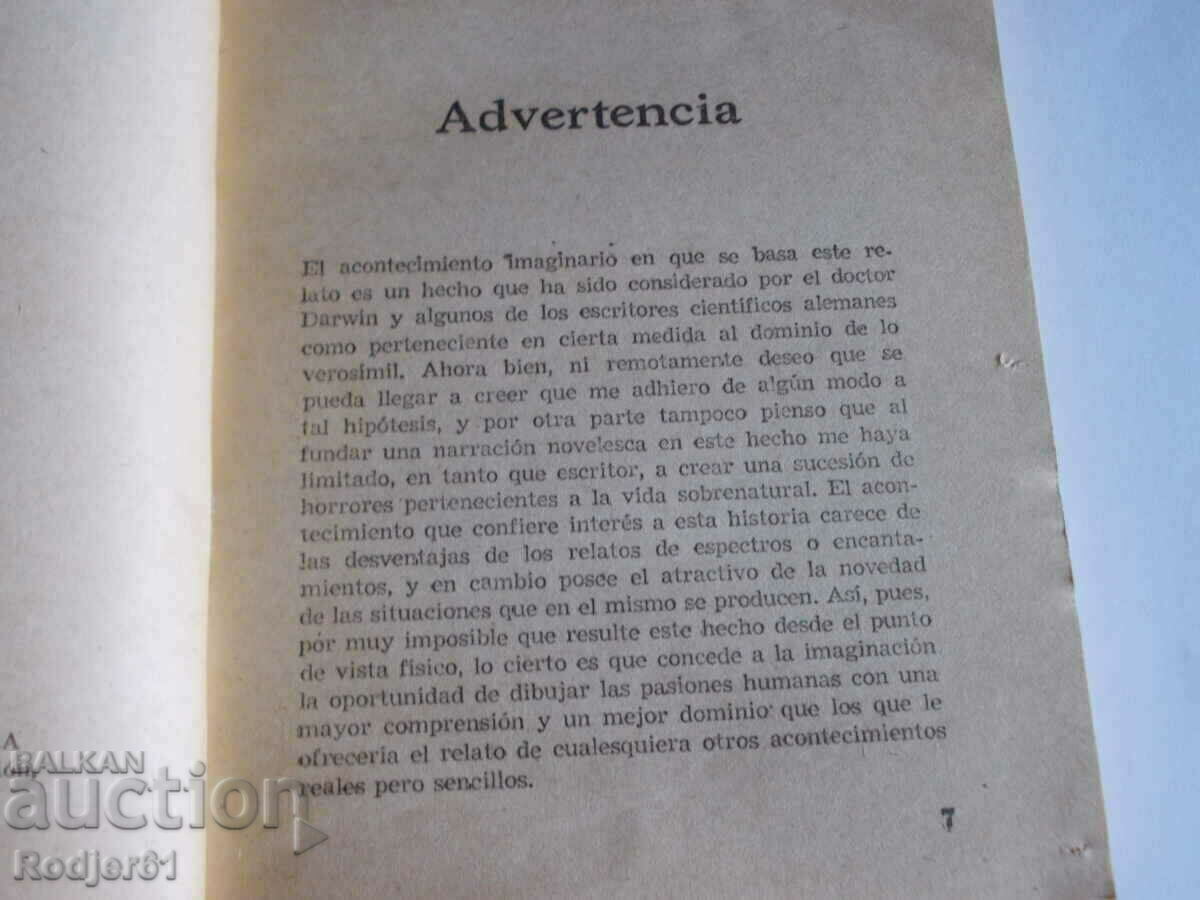 Advertencia
El acontecimiento imaginario en que se basa este re-
lato es un hecho que ha sido considerado por el doctor
Darwin y algunos de los escritores científicos alemanes
como perteneciente en cierta medida al dominio de lo
verosímil. Ahora bien, ni remotamente deseo que se
pueda llegar a creer que me adhiero de algún modo a
tal hipótesis, y por otra parte tampoco pienso que al
fundar una narración novelesca en este hecho me haya
limitado, en tanto que escritor, a crear una sucesión de
horrores pertenecientes a la vida sobrenatural. El acon-
tecimiento que confiere interés a esta historia carece de
las desventajas de los relatos de espectros o encanta-
mientos, y en cambio posee el atractivo de la novedad
de las situaciones que en el mismo se producen. Así, pues,
por muy imposible que resulte este hecho desde el punto
de vista físico, lo cierto es que concede a la imaginación
la oportunidad de dibujar las pasiones humanas con una
mayor comprensión y un mejor dominio que los que le
ofrecería el relato de cualesquiera otros acontecimientos
reales pero sencillos.
7
A
BALKAN
auction
Rodjer61